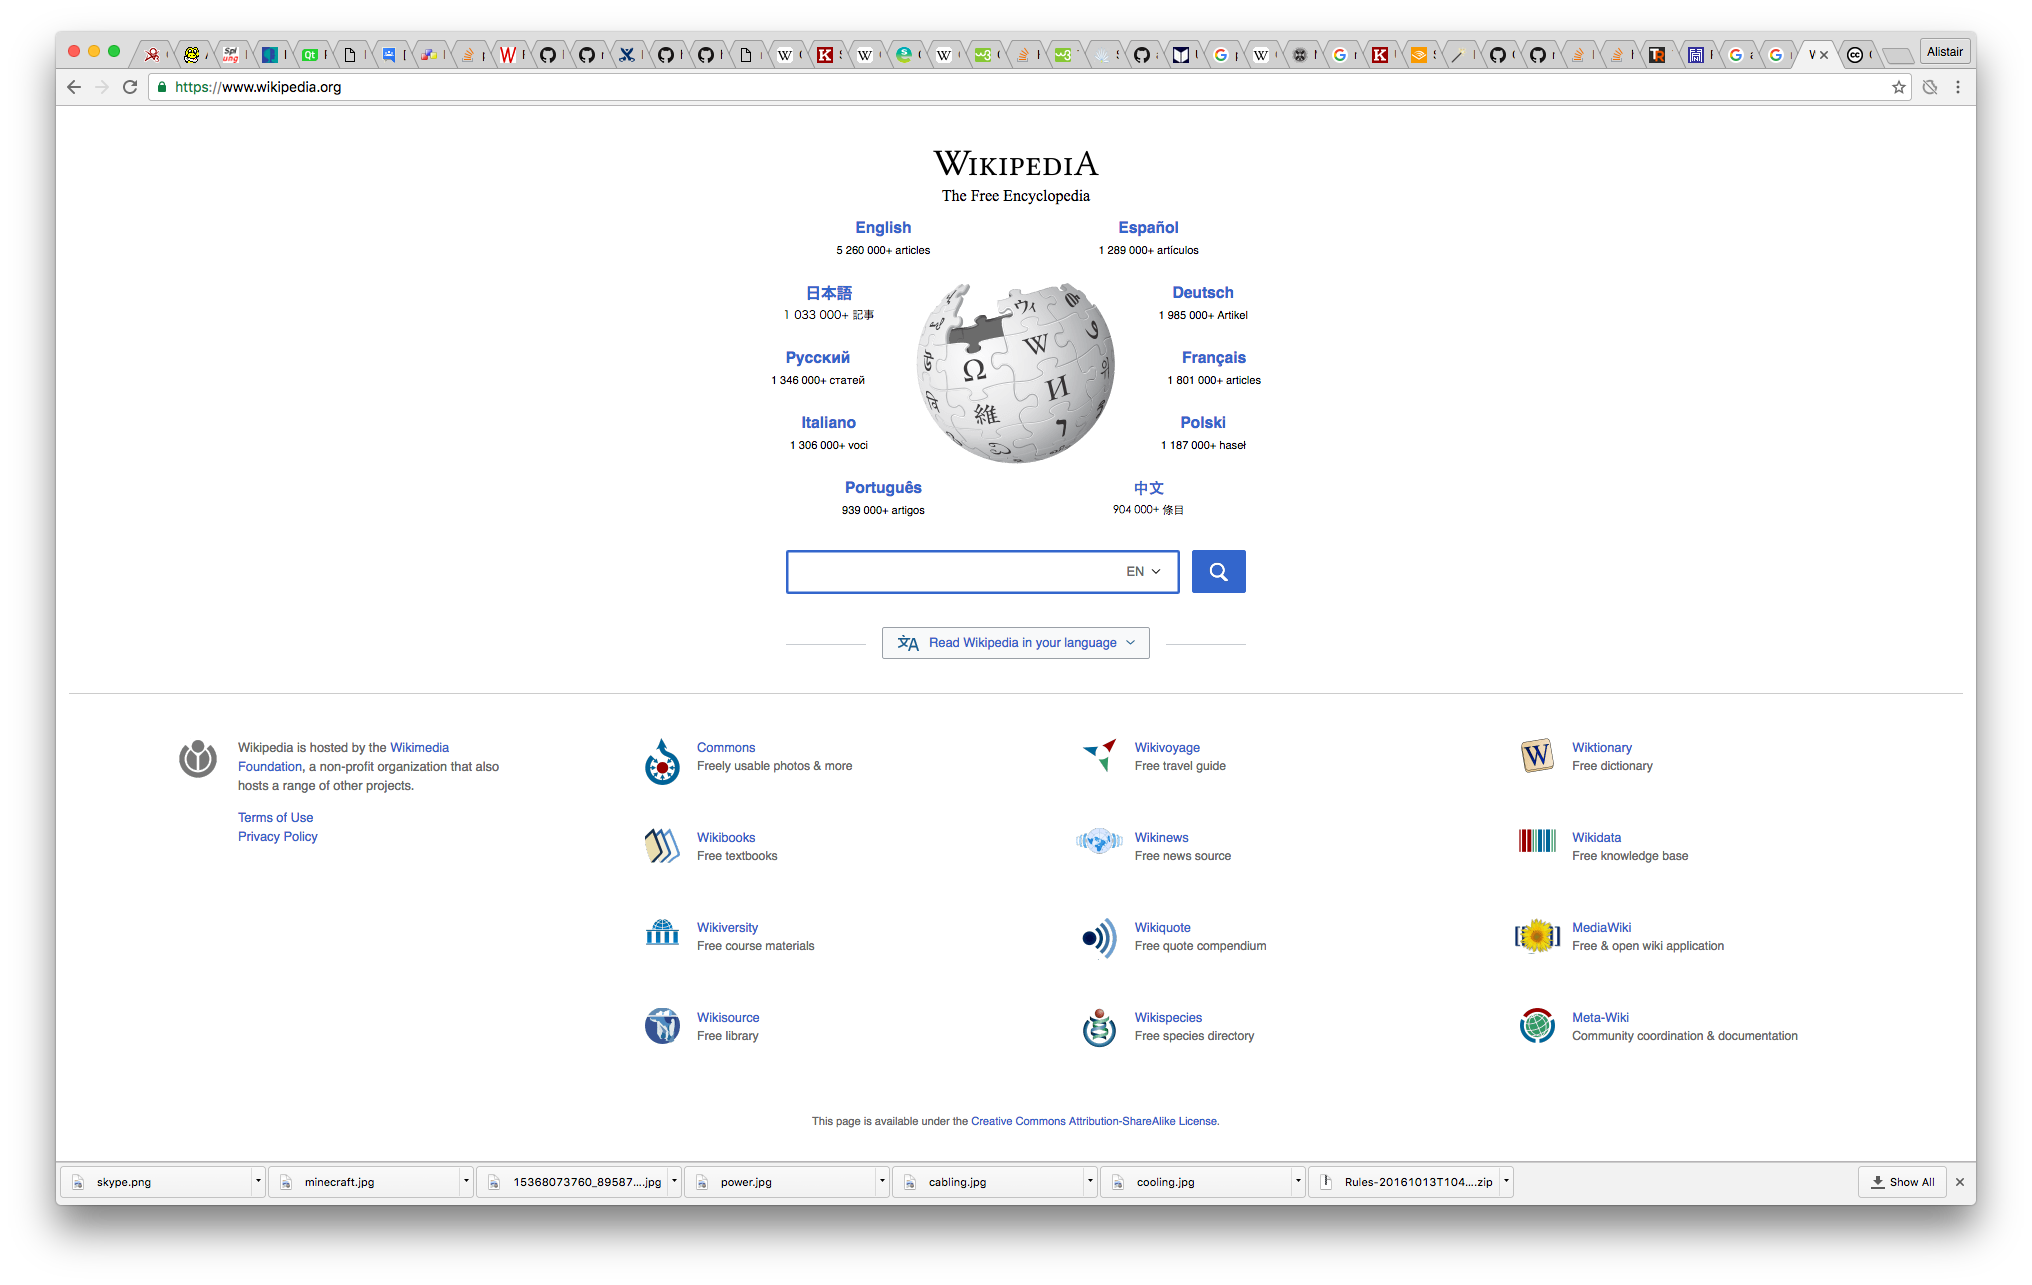 Alistair
https://www.wikipedia.org
WIKIPEDIA
The Free Encyclopedia
English
5 260 000+ articles
Español
1 289 000+ artículos
日本語
1 033 000+ 記事
Deutsch
1 985 000+ Artikel
Русский
1 346 000+ статей
Français
1 801 000+ articles
Italiano
1 306 000+ voci
Polski
1 187 000+ haseł
Português
939 000+ artigos
中文
904 000+ 條目
EN
Read Wikipedia in your language
Wikipedia is hosted by the Wikimedia
Foundation, a non-profit organization that also
hosts a range of other projects.
Terms of Use
Privacy Policy
Commons
Freely usable photos & more
Wikivoyage
Free travel guide
Wiktionary
Free dictionary
Wikibooks
Free textbooks
Wikinews
Free news source
Wikidata
Free knowledge base
Wikiversity
Free course materials
Wikiquote
Free quote compendium
MediaWiki
Free & open wiki application
Wikisource
Free library
Wikispecies
Free species directory
Meta-Wiki
Community coordination & documentation
This page is available under the Creative Commons Attribution-ShareAlike License.
skype.png
minecraft.jpg
15368073760_89587....jpg
power.jpg
cabling.jpg
cooling.jpg
Rules-20161013T104....zip
Show All